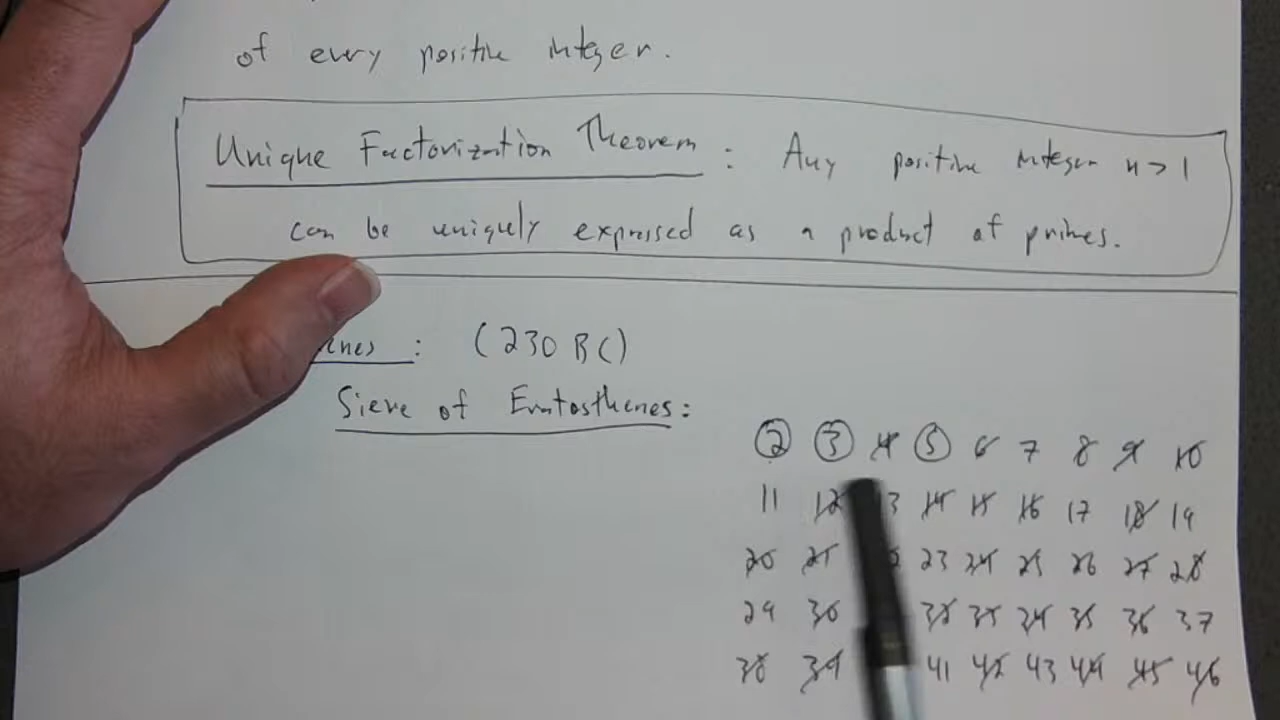 of every positive integer.
Unique Factorization Theorem : Any positive integer n > 1
can be uniquely expressed as a product of primes.
: (230 BC)
Sieve of Eratosthenes:
2 3 4 5 6 7 8 9 10
11 12 13 14 15 16 17 18 19
20 21 23 24 25 26 27 28
29 30 32 33 34 35 36 37
38 39 41 42 43 44 45 46